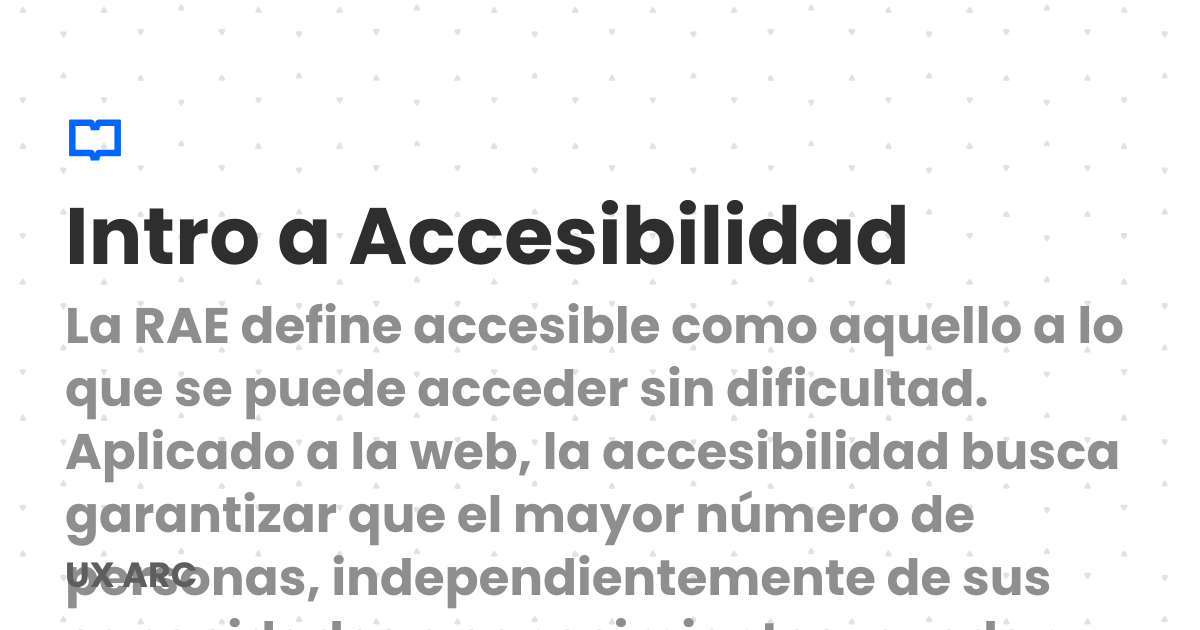 Intro a Accesibilidad
La RAE define accesible como aquello a lo
que se puede acceder sin dificultad.
Aplicado a la web, la accesibilidad busca
garantizar que el mayor número de
personas, independientemente de sus
UX ARC